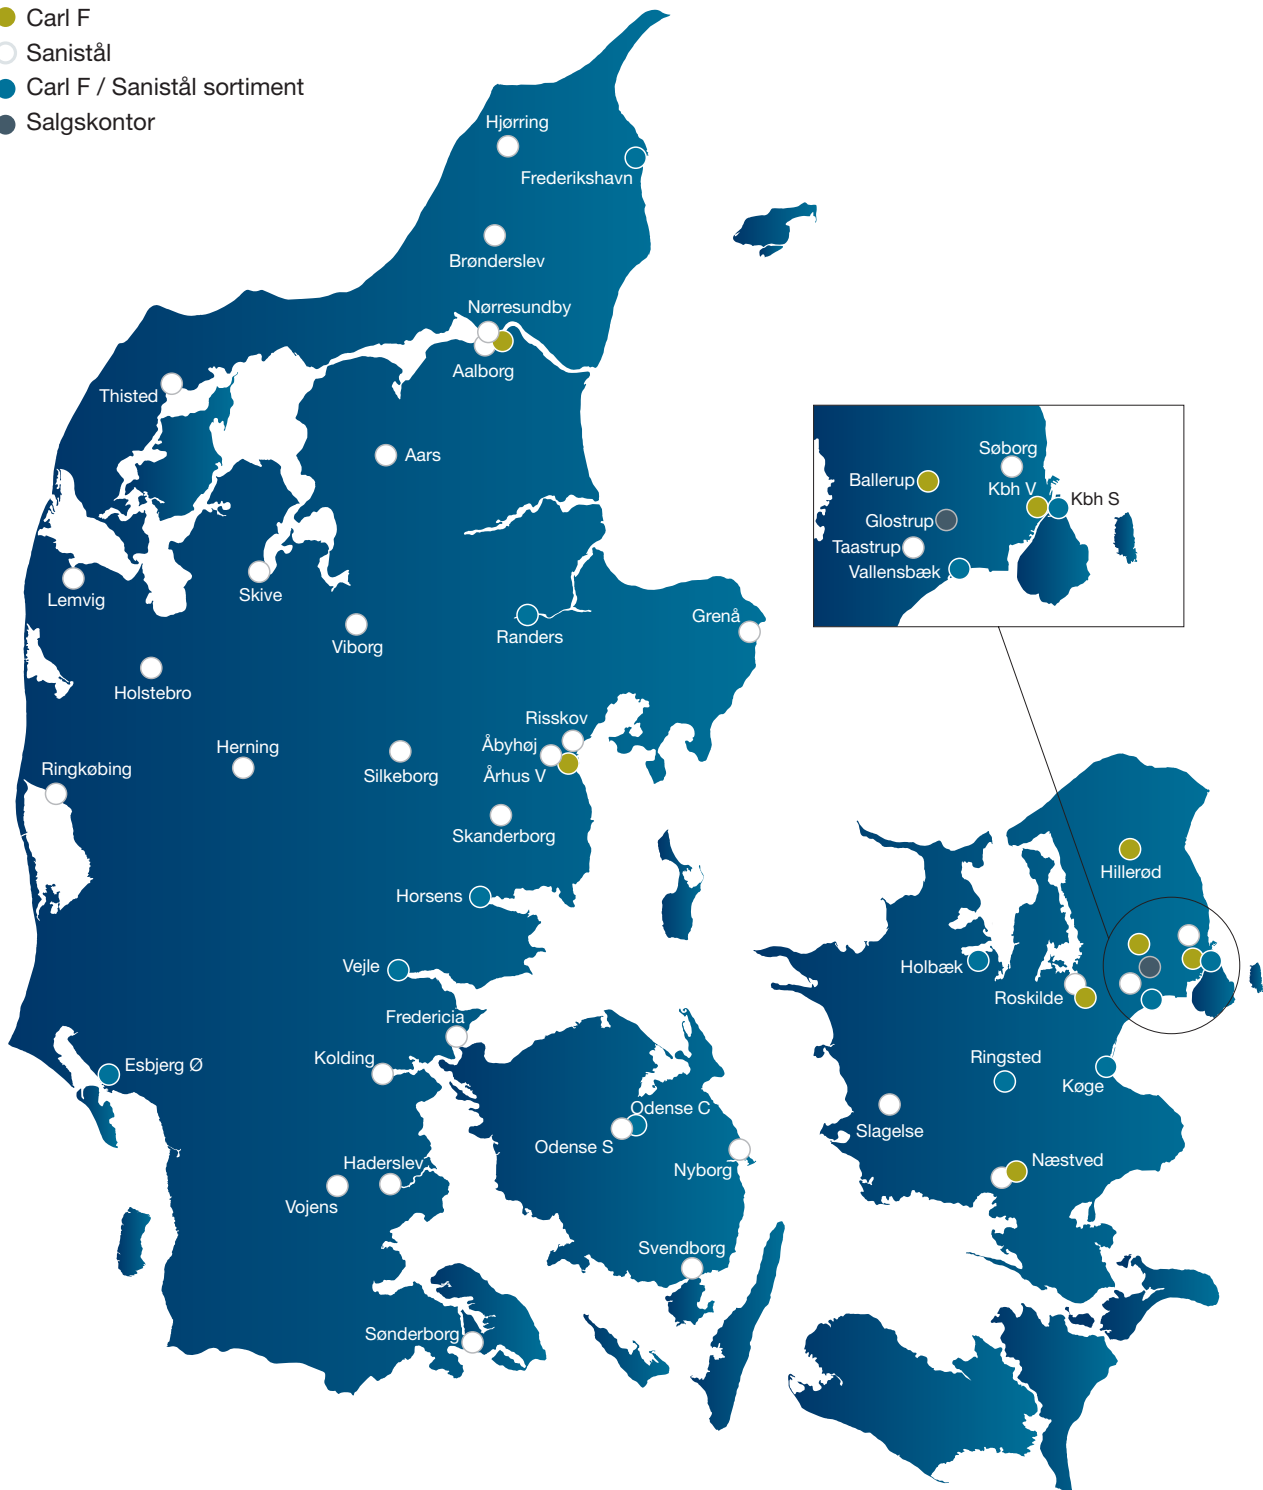 Carl F
Sanistål
Carl F / Sanistål sortiment
Salgskontor
Hjørring
Frederikshavn
Brønderslev
Nørresundby
Aalborg
Thisted
Aars
Søborg
Ballerup
Kbh V
Kbh S
Glostrup
Taastrup
Vallensbæk
Lemvig
Skive
Viborg
Randers
Grenå
Holstebro
Risskov
Åbyhøj
Århus V
Herning
Silkeborg
Ringkøbing
Skanderborg
Hillerød
Horsens
Vejle
Holbæk
Roskilde
Fredericia
Kolding
Esbjerg Ø
Ringsted
Køge
Odense C
Odense S
Slagelse
Nyborg
Næstved
Haderslev
Vojens
Svendborg
Sønderborg